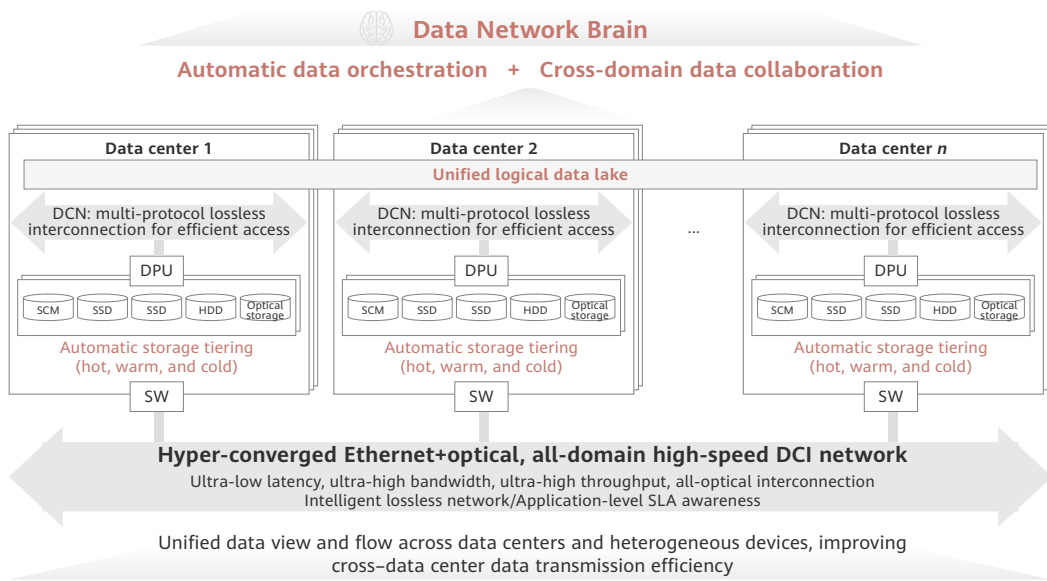 Data Network Brain
Automatic data orchestration + Cross-domain data collaboration
Data center 1
Data center 2
Data center n
Unified logical data lake
DCN: multi-protocol lossless
interconnection for efficient access
DCN: multi-protocol lossless
interconnection for efficient access
...
DCN: multi-protocol lossless
interconnection for efficient access
DPU
DPU
DPU
SCM
SSD
SSD
HDD
Optical
storage
SCM
SSD
SSD
HDD
Optical
storage
SCM
SSD
SSD
HDD
Optical
storage
Automatic storage tiering
(hot, warm, and cold)
Automatic storage tiering
(hot, warm, and cold)
Automatic storage tiering
(hot, warm, and cold)
SW
SW
SW
Hyper-converged Ethernet+optical, all-domain high-speed DCI network
Ultra-low latency, ultra-high bandwidth, ultra-high throughput, all-optical interconnection
Intelligent lossless network/Application-level SLA awareness
Unified data view and flow across data centers and heterogeneous devices, improving
cross–data center data transmission efficiency